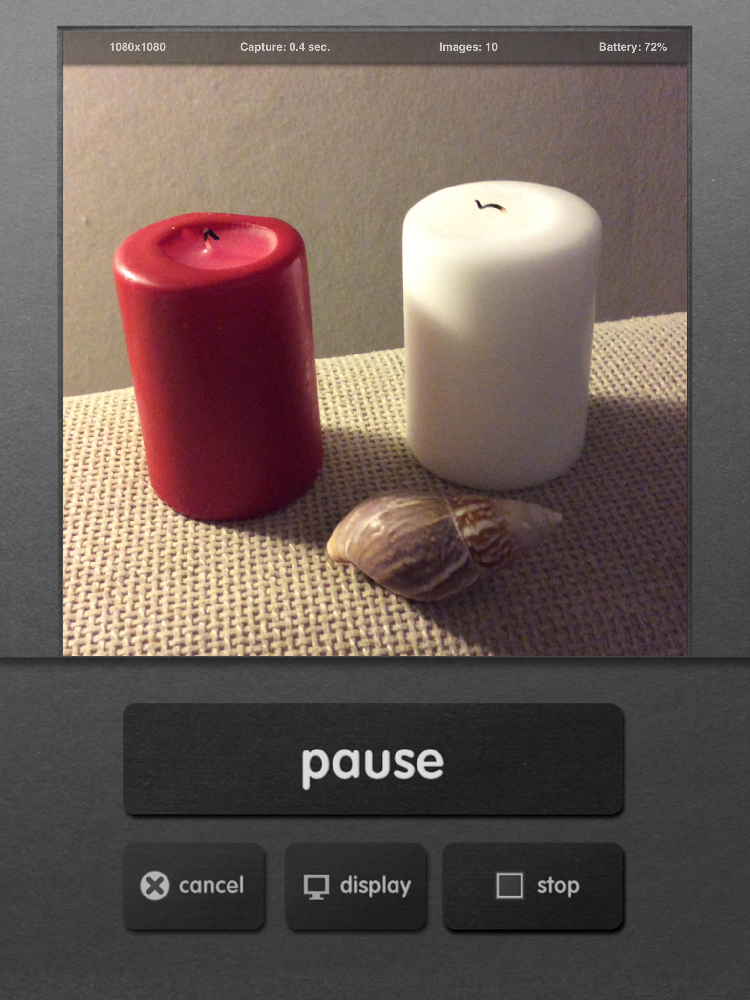 1080x1080 Capture: 0.4 sec. Images: 10 Battery: 72%
pause
cancel display stop